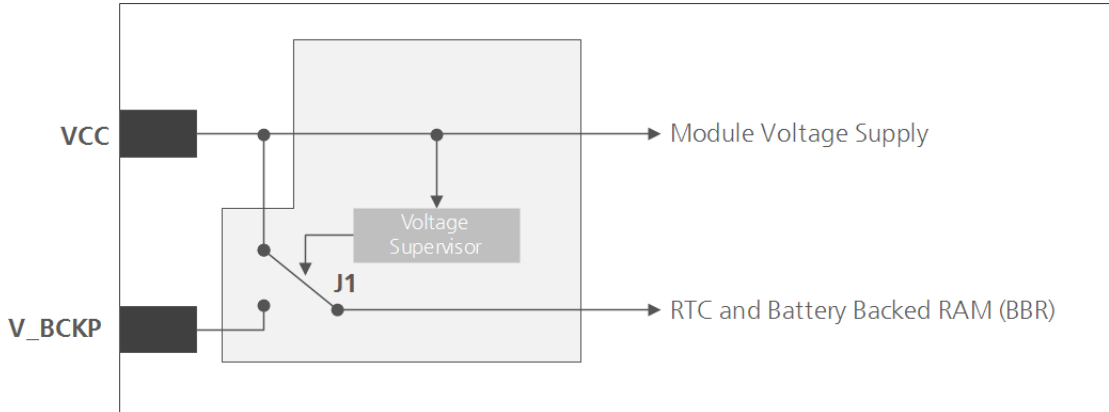 VCC
Module Voltage Supply
Voltage
Supervisor
J1
V_BCKP
RTC and Battery Backed RAM (BBR)